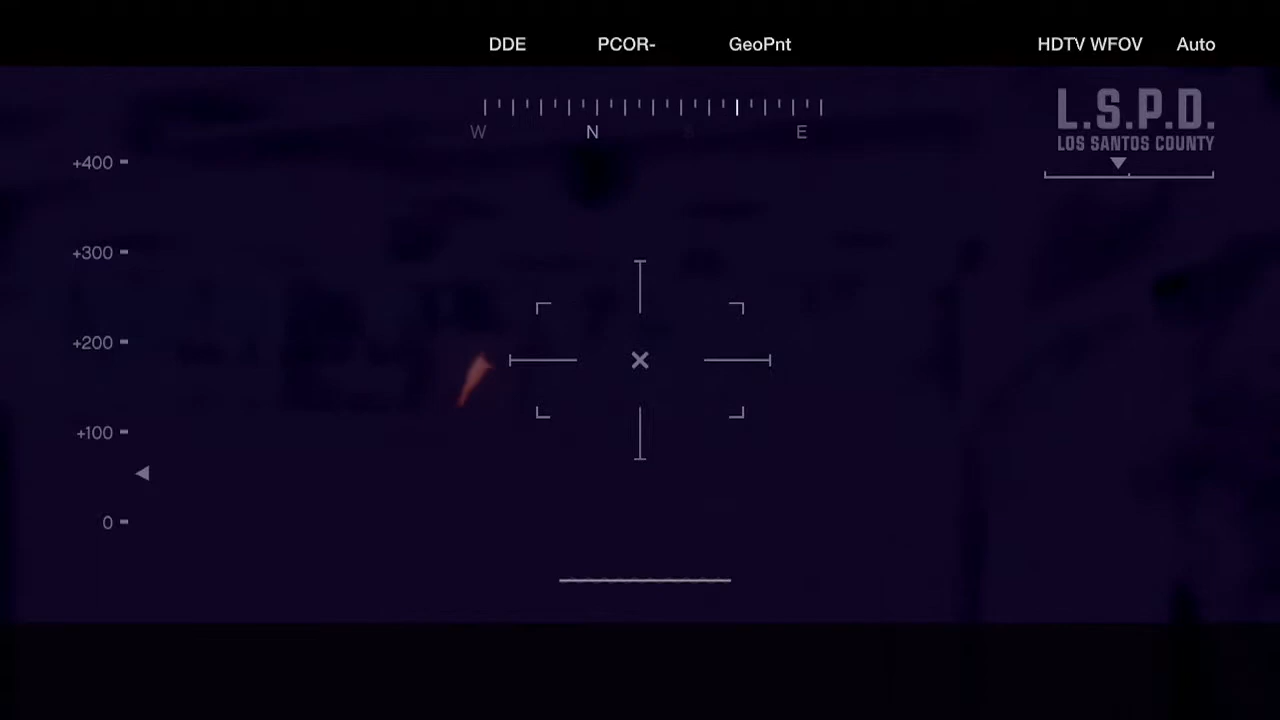 DDE PCOR- GeoPnt HDTV WFOV Auto
L.S.P.D.
LOS SANTOS COUNTY
W N S E
+400
+300
+200
+100
0